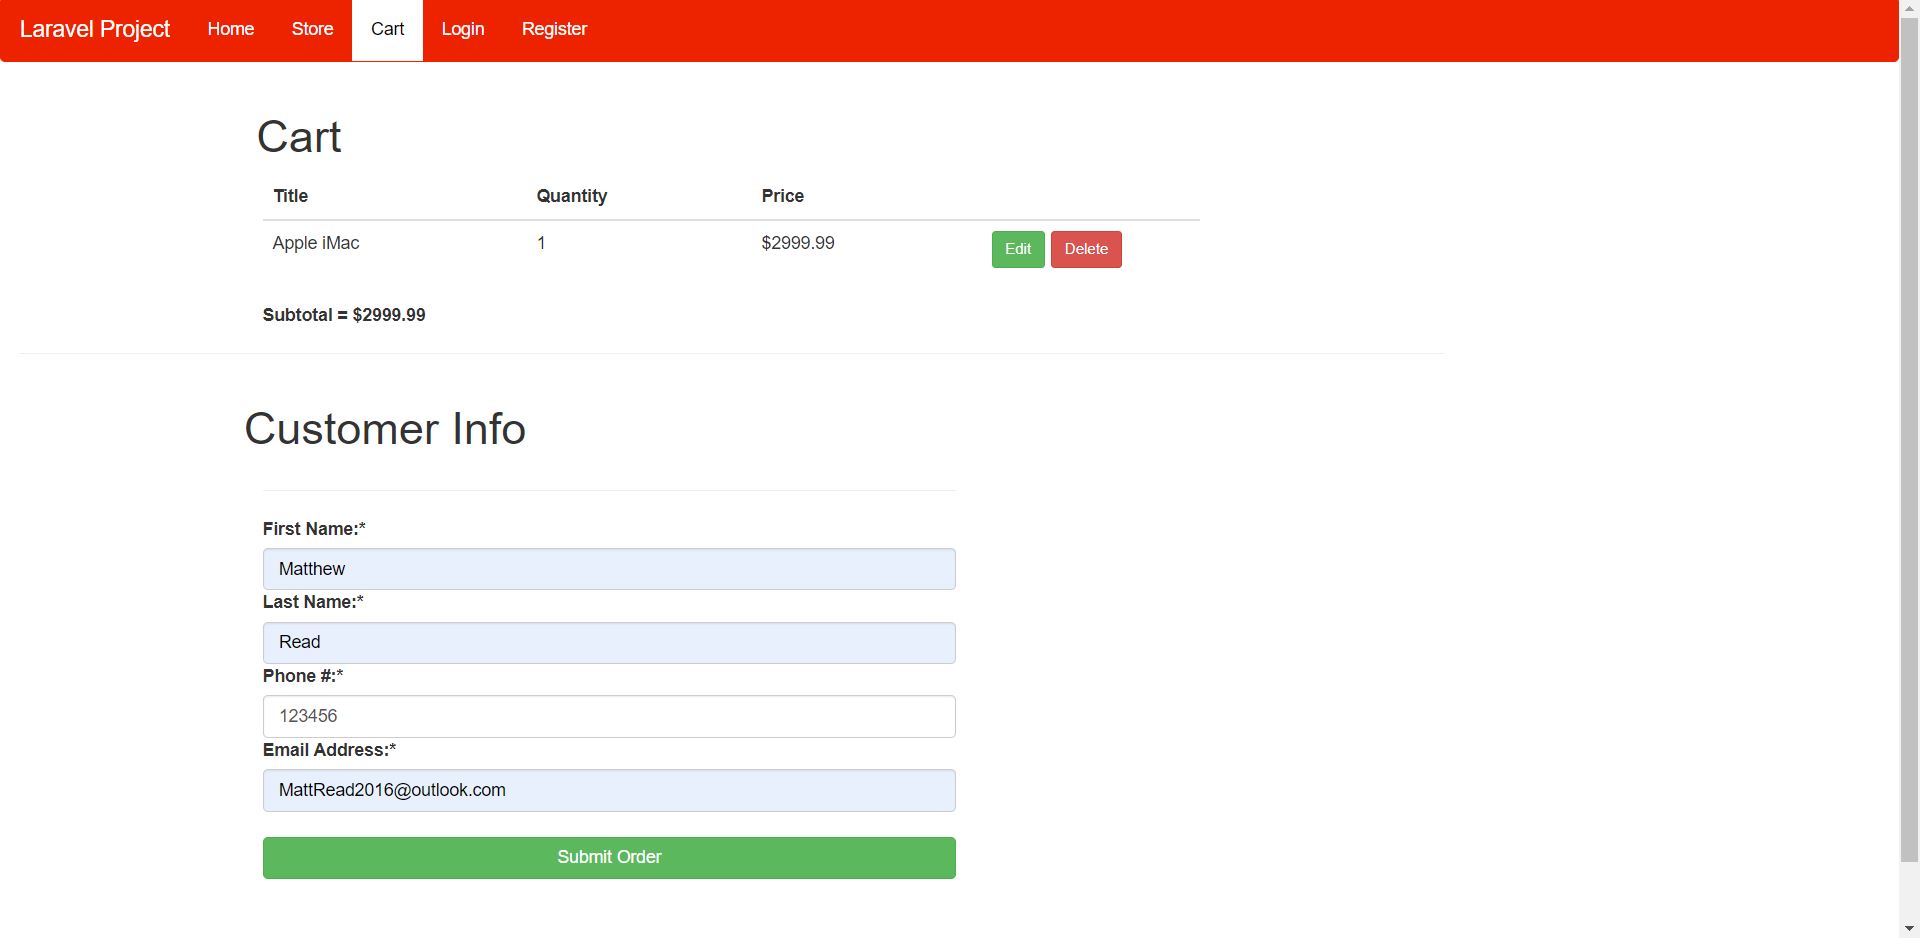 Laravel Project Home Store Cart Login Register
Cart
Title Quantity Price
Apple iMac 1 $2999.99 Edit Delete
Subtotal = $2999.99
Customer Info
First Name:*
Matthew
Last Name:*
Read
Phone #:*
123456
Email Address:*
MattRead2016@outlook.com
Submit Order